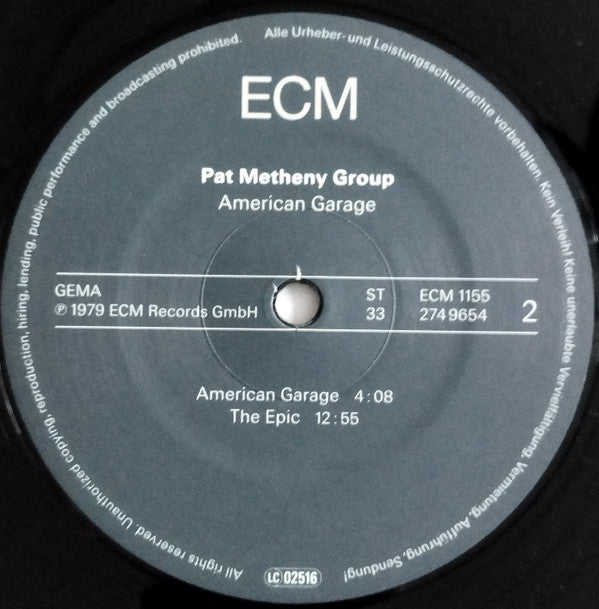 All rights reserved. Unauthorized copying, reproduction, hiring, lending, public performance and broadcasting prohibited.
Alle Urheber- und Leistungsschutzrechte vorbehalten. Kein Verleih! Keine unerlaubte Vervielfältigung, Vermietung, Aufführung, Sendung!
ECM
Pat Metheny Group
American Garage
GEMA ST ECM 1155
℗ 1979 ECM Records GmbH 33 2749654 2
American Garage 4:08
The Epic 12:55
LC 02516